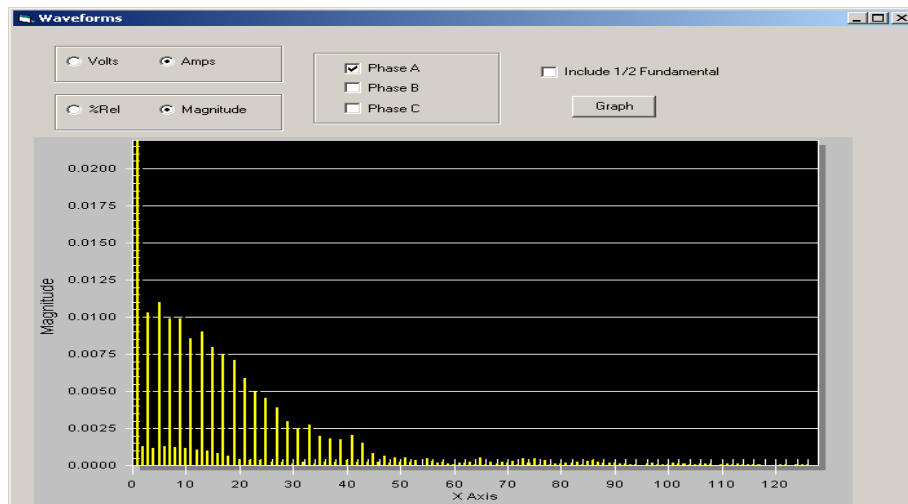 Waveforms
Volts Amps
%Rel Magnitude
Phase A
Phase B
Phase C
Include 1/2 Fundamental
Graph
Magnitude
0.0200
0.0175
0.0150
0.0125
0.0100
0.0075
0.0050
0.0025
0.0000
0 10 20 30 40 50 60 70 80 90 100 110 120
X Axis